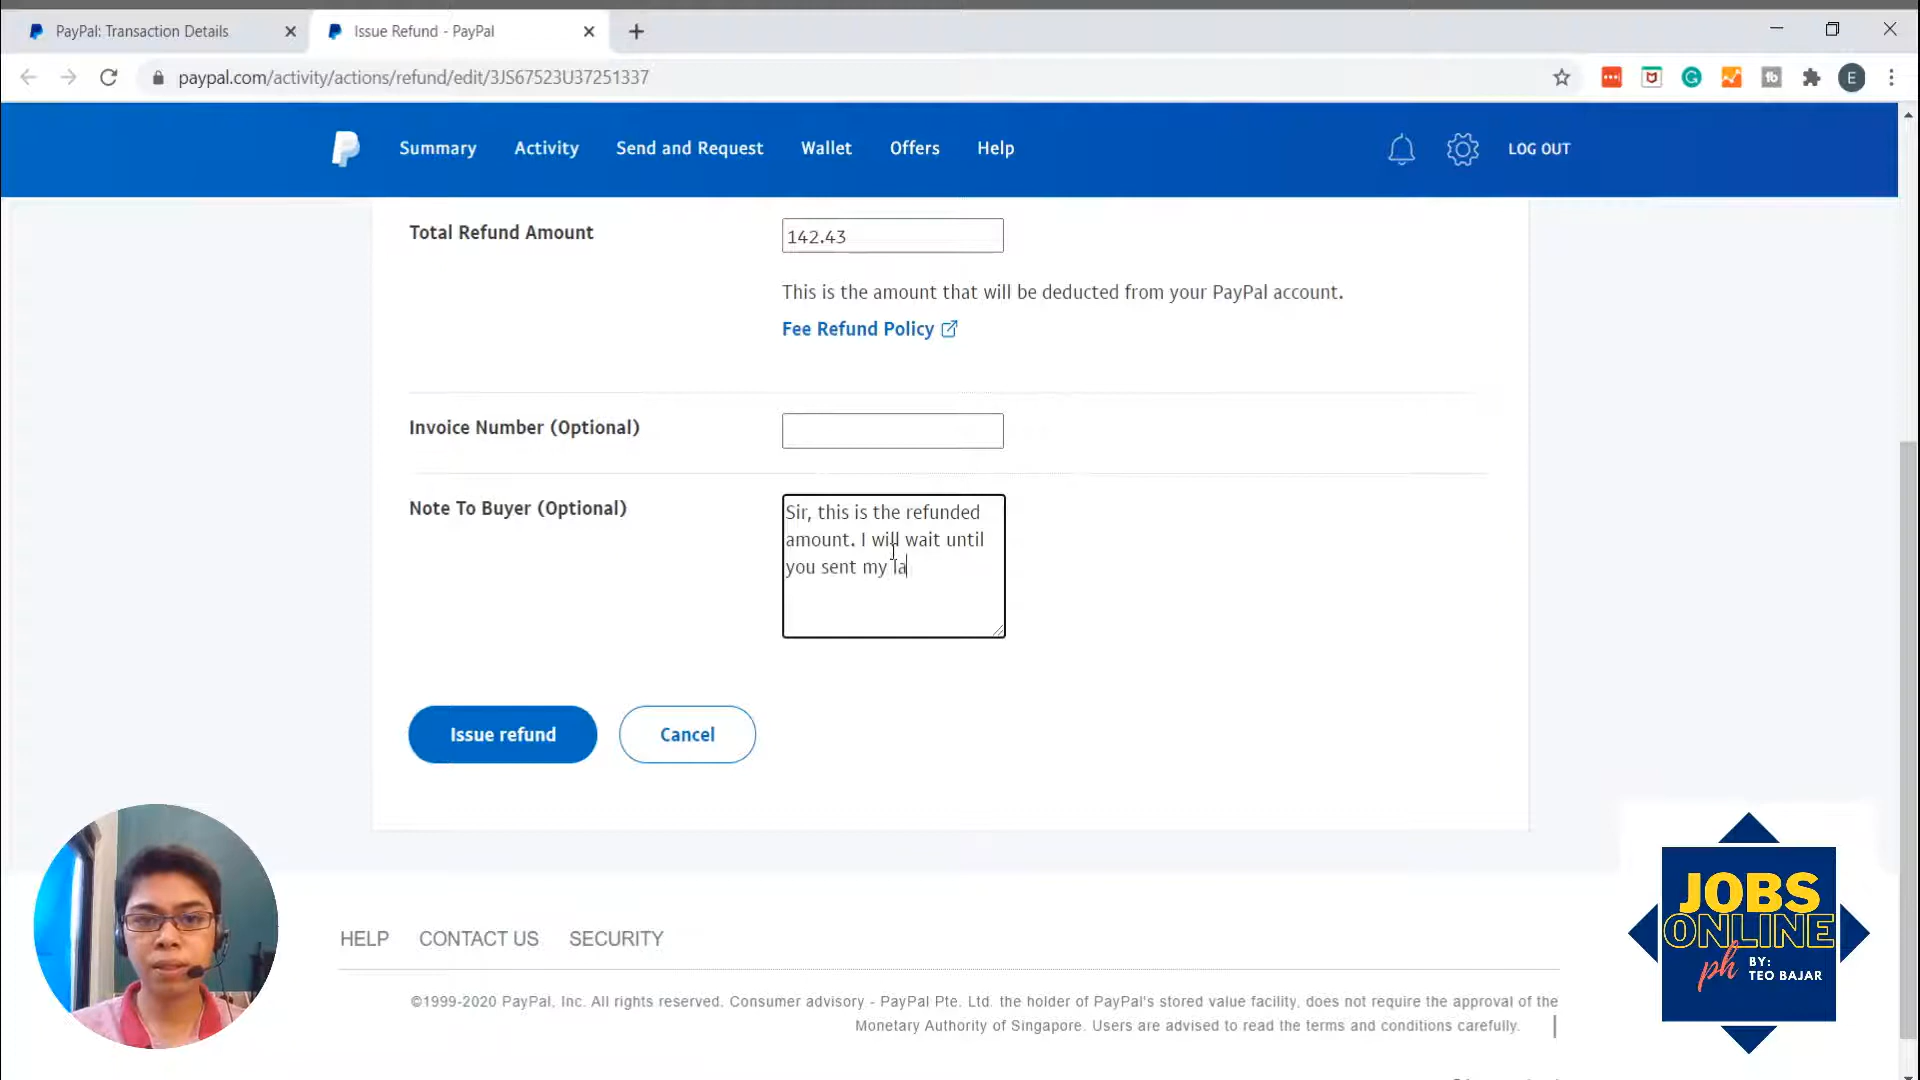 PayPal: Transaction Details
Issue Refund - PayPal
paypal.com/activity/actions/refund/edit/3JS67523U37251337
E
Summary
Activity
Send and Request
Wallet
Offers
Help
LOG OUT
Total Refund Amount
142.43
This is the amount that will be deducted from your PayPal account.
Fee Refund Policy
Invoice Number (Optional)
Note To Buyer (Optional)
Sir, this is the refunded
amount. I will wait until
you sent my la
Issue refund
Cancel
HELP
CONTACT US
SECURITY
©1999-2020 PayPal, Inc. All rights reserved. Consumer advisory - PayPal Pte. Ltd. the holder of PayPal's stored value facility, does not require the approval of the
Monetary Authority of Singapore. Users are advised to read the terms and conditions carefully.
JOBS
ONLINE
ph
BY:
TEO BAJAR